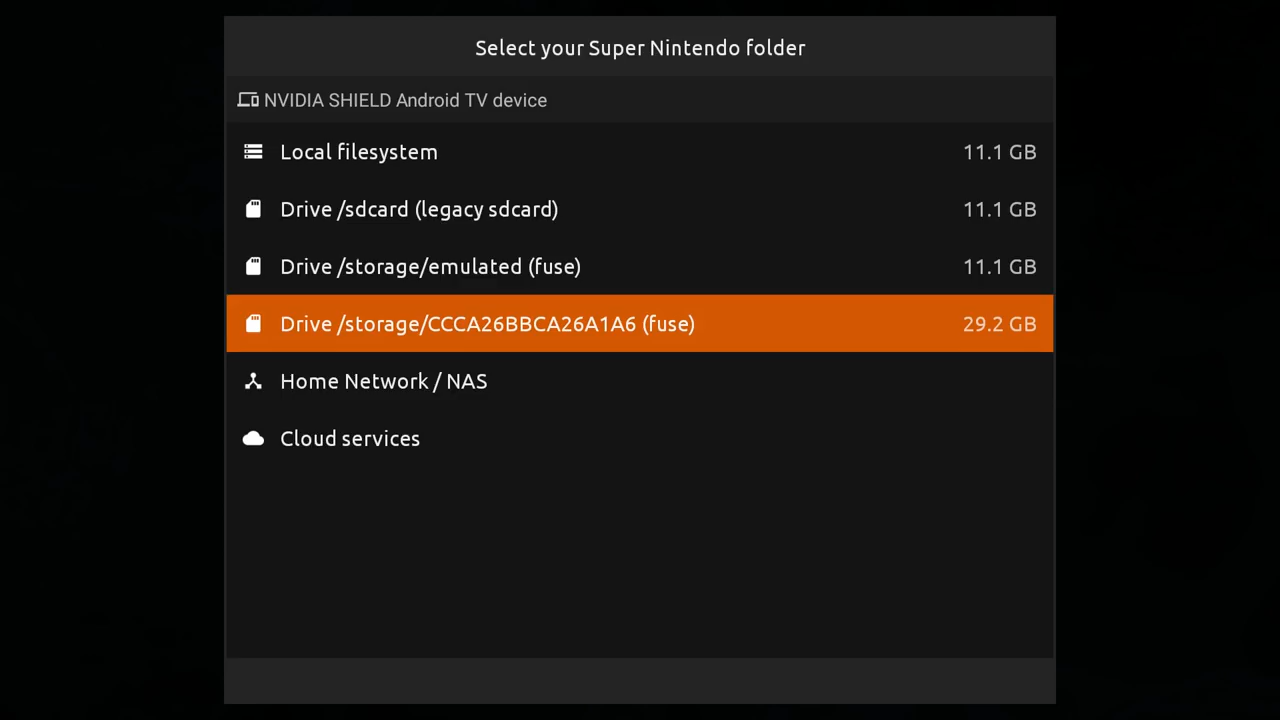 Select your Super Nintendo folder
NVIDIA SHIELD Android TV device
Local filesystem 11.1 GB
Drive /sdcard (legacy sdcard) 11.1 GB
Drive /storage/emulated (fuse) 11.1 GB
Drive /storage/CCCA26BBCA26A1A6 (fuse) 29.2 GB
Home Network / NAS
Cloud services